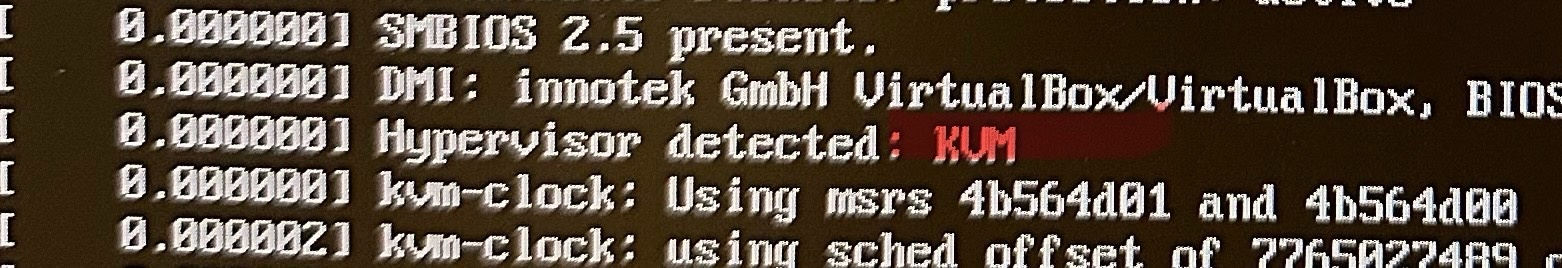 [    0.000000] SMBIOS 2.5 present.
[    0.000000] DMI: innotek GmbH VirtualBox/VirtualBox, BIOS
[    0.000000] Hypervisor detected: KVM
[    0.000000] kvm-clock: Using msrs 4b564d01 and 4b564d00
[    0.000002] kvm-clock: using sched offset of 7765027489